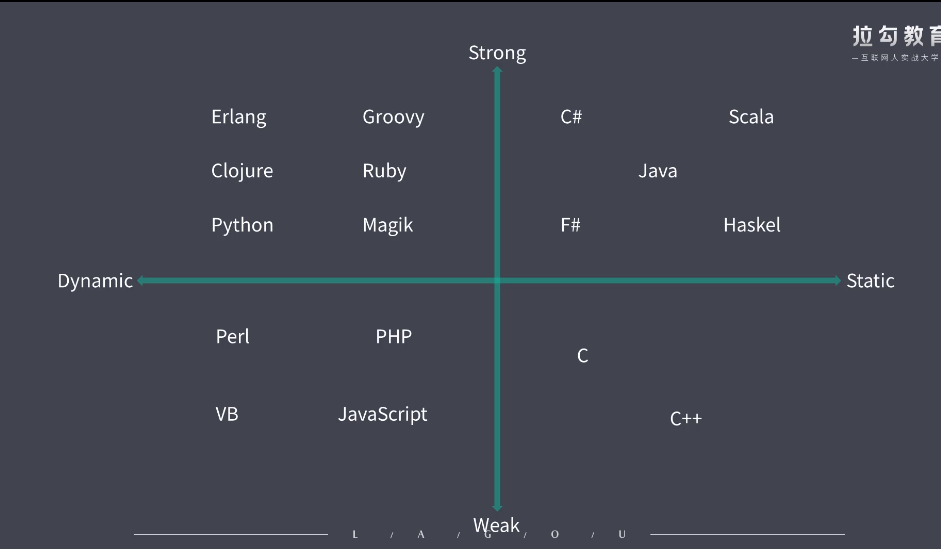 拉勾教育
—互联网人实战大学
Strong
Erlang Groovy C# Scala
Clojure Ruby Java
Python Magik F# Haskel
Dynamic Static
Perl PHP
C
VB JavaScript
C++
Weak
L / A / G / O / U